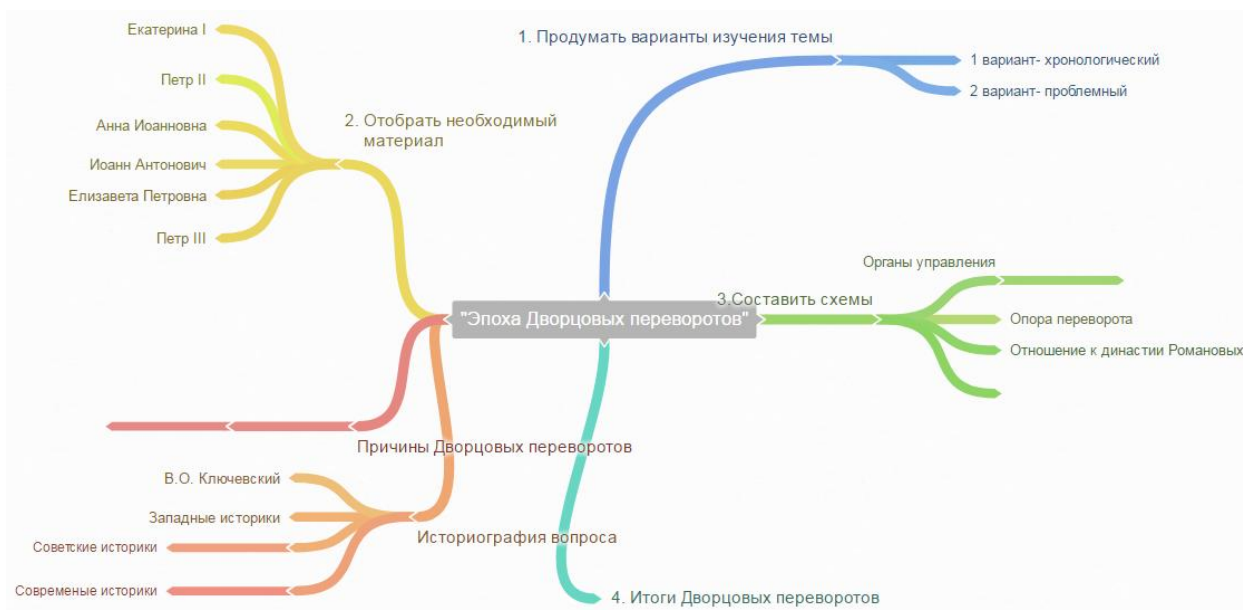 "Эпоха Дворцовых переворотов"
1. Продумать варианты изучения темы
1 вариант- хронологический
2 вариант- проблемный
2. Отобрать необходимый
материал
Екатерина I
Петр II
Анна Иоанновна
Иоанн Антонович
Елизавета Петровна
Петр III
3.Составить схемы
Органы управления
Опора переворота
Отношение к династии Романовых
Причины Дворцовых переворотов
Историография вопроса
В.О. Ключевский
Западные историки
Советские историки
Современые историки
4. Итоги Дворцовых переворотов